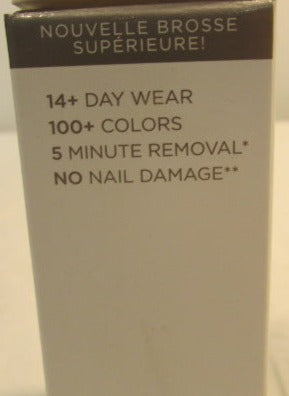 NOUVELLE BROSSE
SUPÉRIEURE!
14+ DAY WEAR
100+ COLORS
5 MINUTE REMOVAL*
NO NAIL DAMAGE**